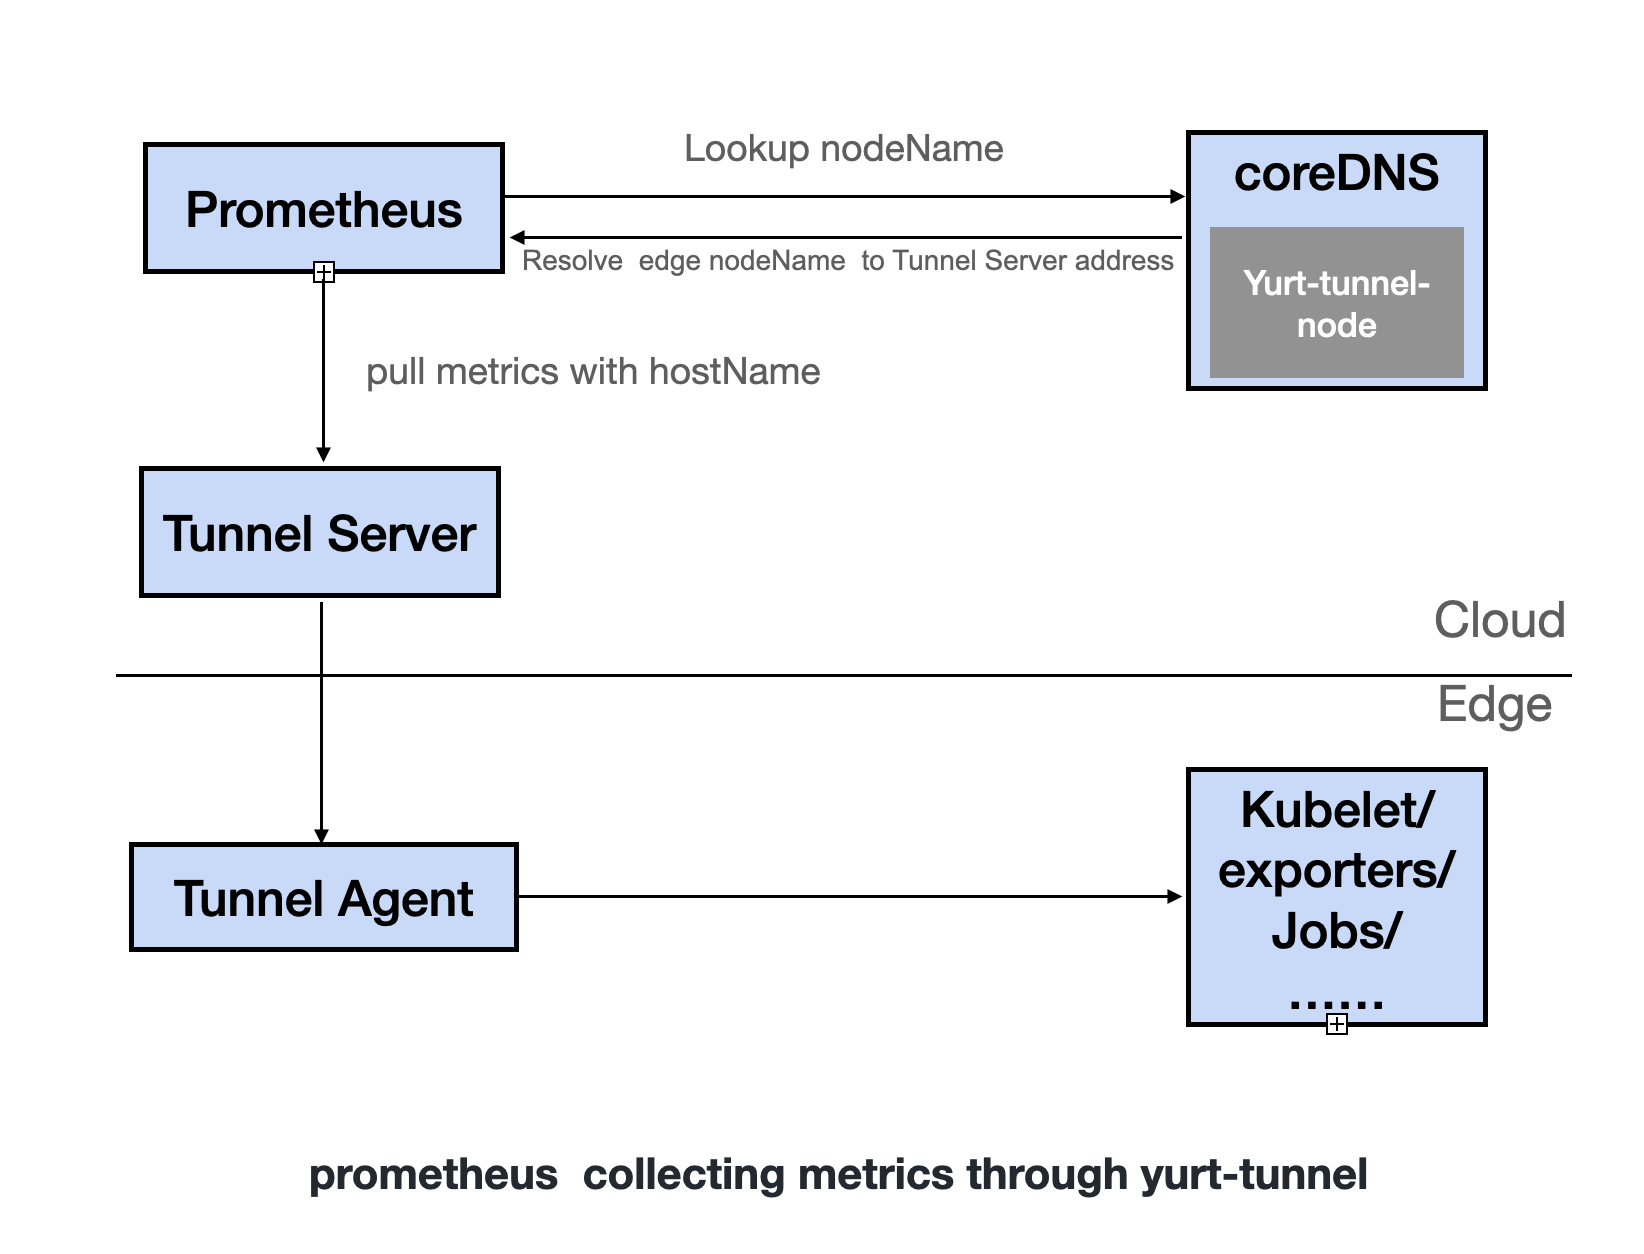 Lookup nodeName
Prometheus
coreDNS
Resolve  edge nodeName  to Tunnel Server address
Yurt-tunnel-
node
pull metrics with hostName
Tunnel Server
Cloud
Edge
Tunnel Agent
Kubelet/
exporters/
Jobs/
......
prometheus  collecting metrics through yurt-tunnel